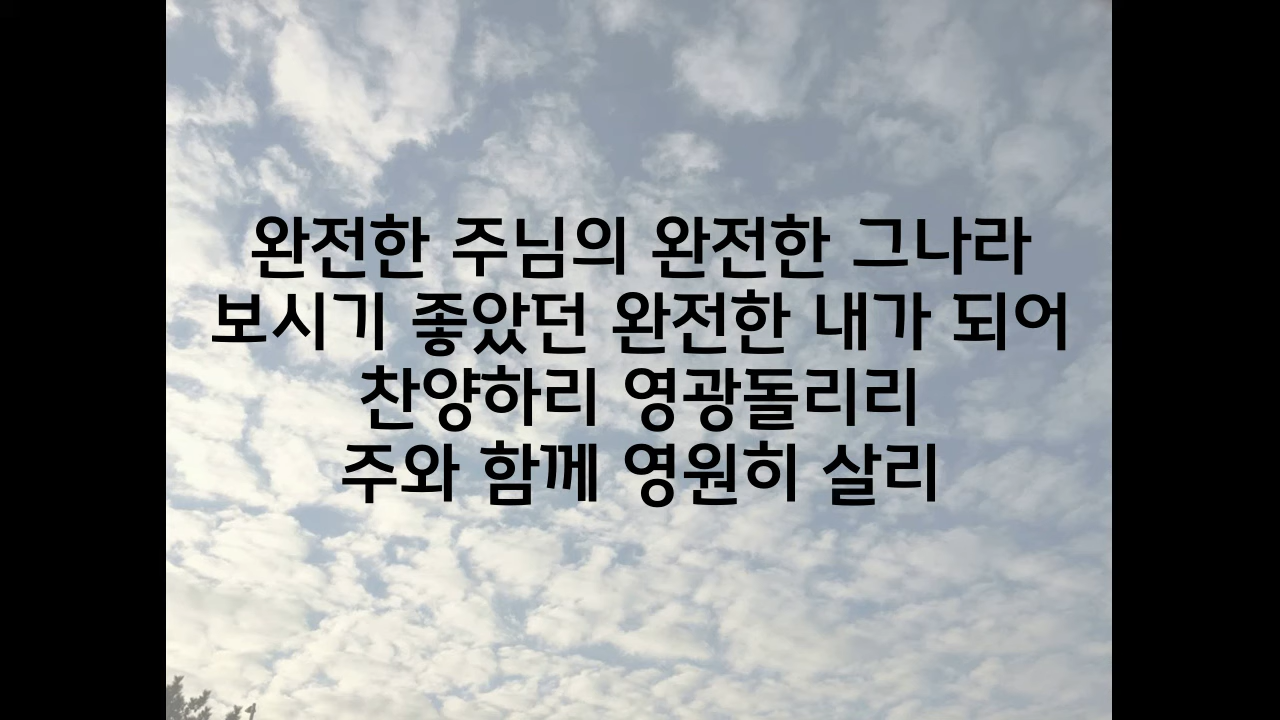 완전한 주님의 완전한 그나라
보시기 좋았던 완전한 내가 되어
찬양하리 영광돌리리
주와 함께 영원히 살리